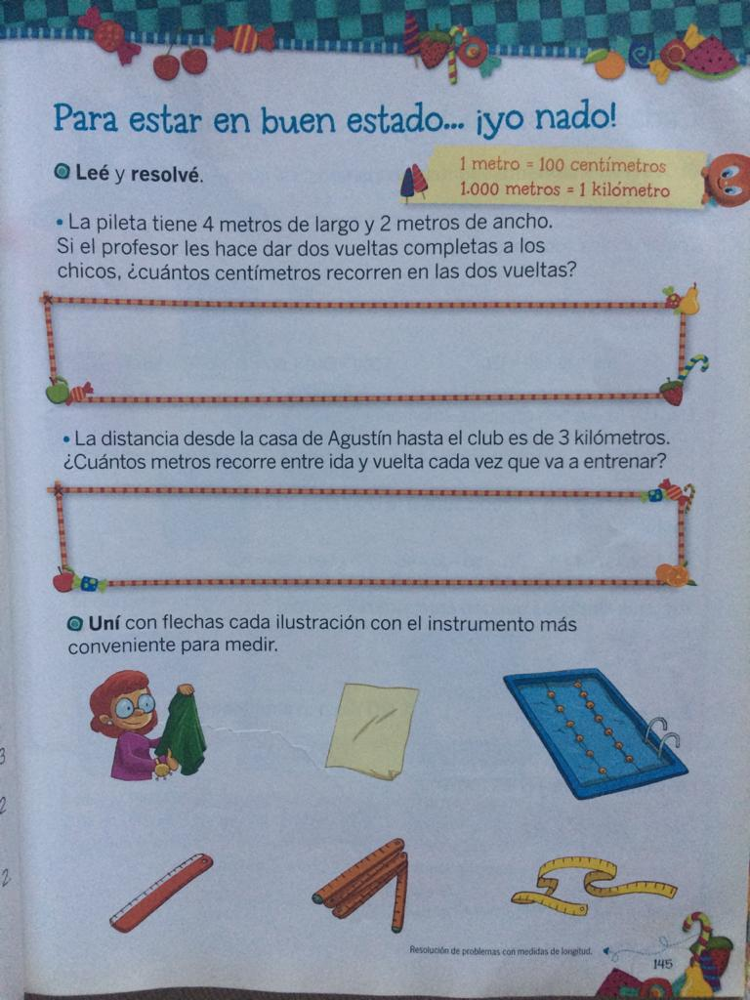 Para estar en buen estado... ¡yo nado!
Leé y resolvé.
1 metro = 100 centímetros
1.000 metros = 1 kilómetro
• La pileta tiene 4 metros de largo y 2 metros de ancho.
Si el profesor les hace dar dos vueltas completas a los
chicos, ¿cuántos centímetros recorren en las dos vueltas?
• La distancia desde la casa de Agustín hasta el club es de 3 kilómetros.
¿Cuántos metros recorre entre ida y vuelta cada vez que va a entrenar?
Uní con flechas cada ilustración con el instrumento más
conveniente para medir.
3
2
2
Resolución de problemas con medidas de longitud.
145